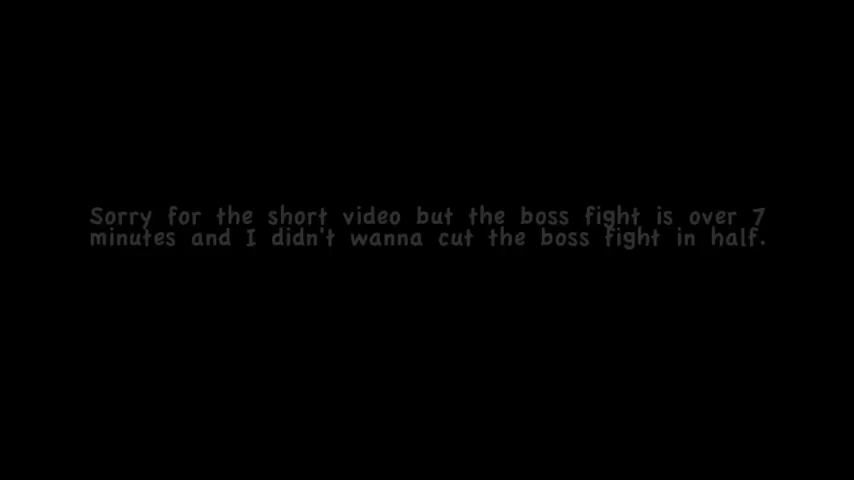 Sorry for the short video but the boss fight is over 7
minutes and I didn't wanna cut the boss fight in half.